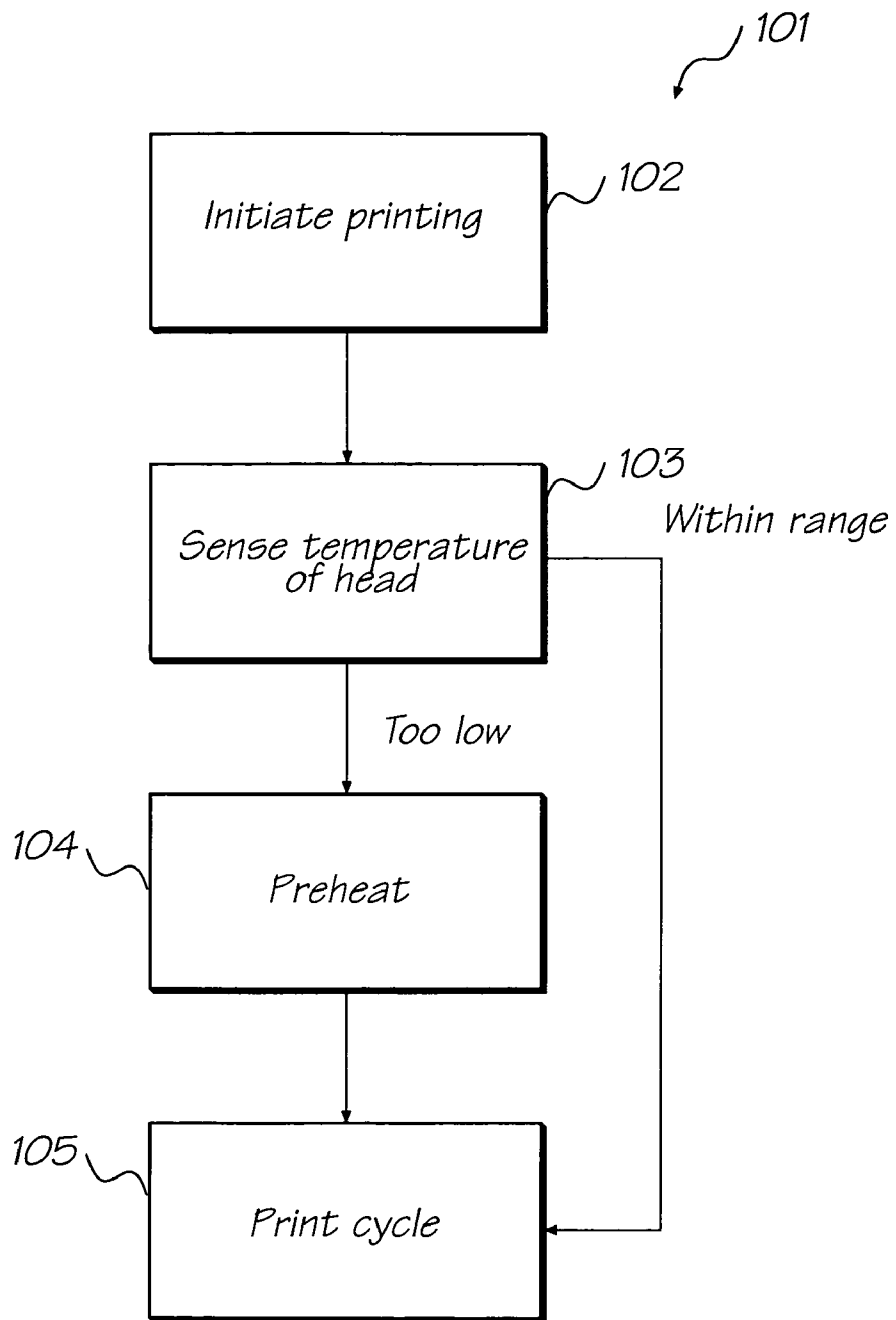 101
Initiate printing
102
Sense temperature
of head
103
Within range
Too low
104
Preheat
105
Print cycle